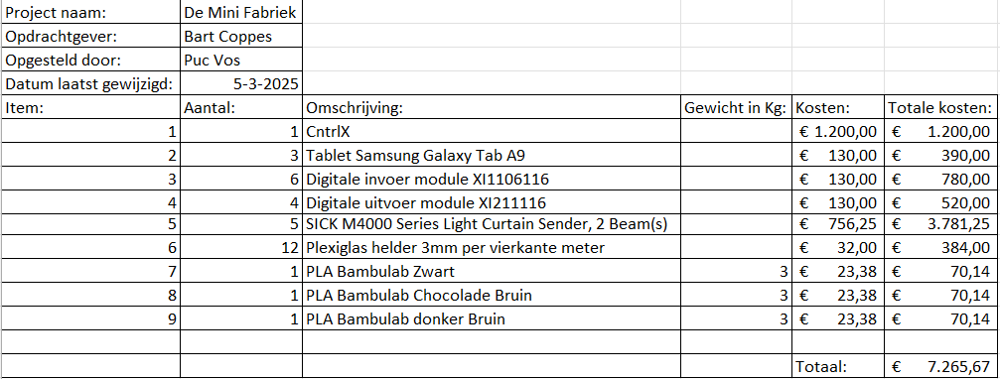 Project naam: De Mini Fabriek
Opdrachtgever: Bart Coppes
Opgesteld door: Puc Vos
Datum laatst gewijzigd: 5-3-2025
Item: Aantal: Omschrijving: Gewicht in Kg: Kosten: Totale kosten:
1 1 CntrlX € 1.200,00 € 1.200,00
2 3 Tablet Samsung Galaxy Tab A9 € 130,00 € 390,00
3 6 Digitale invoer module XI1106116 € 130,00 € 780,00
4 4 Digitale uitvoer module XI211116 € 130,00 € 520,00
5 5 SICK M4000 Series Light Curtain Sender, 2 Beam(s) € 756,25 € 3.781,25
6 12 Plexiglas helder 3mm per vierkante meter € 32,00 € 384,00
7 1 PLA Bambulab Zwart 3 € 23,38 € 70,14
8 1 PLA Bambulab Chocolade Bruin 3 € 23,38 € 70,14
9 1 PLA Bambulab donker Bruin 3 € 23,38 € 70,14
Totaal: € 7.265,67